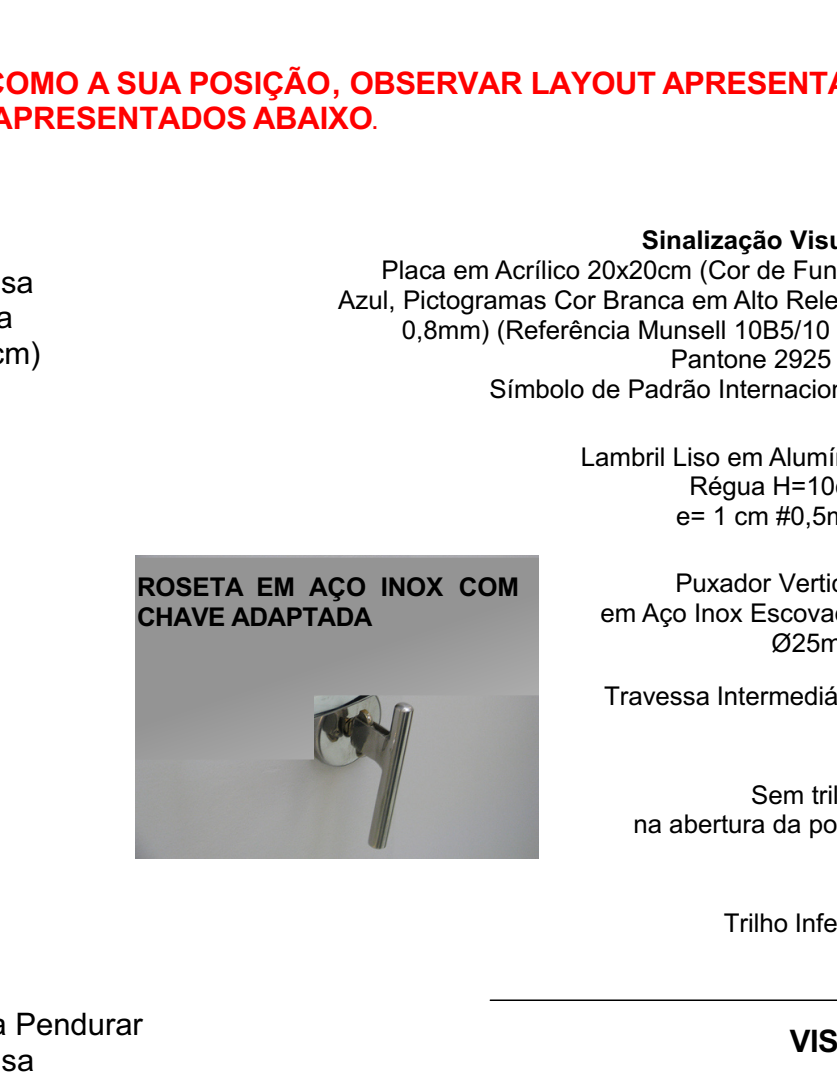 COMO A SUA POSIÇÃO, OBSERVAR LAYOUT APRESENTA
APRESENTADOS ABAIXO.
sa
a
cm)
Sinalização Visu
Placa em Acrílico 20x20cm (Cor de Fun
Azul, Pictogramas Cor Branca em Alto Rele
0,8mm) (Referência Munsell 10B5/10
Pantone 2925
Símbolo de Padrão Internacion
Lambril Liso em Alumí
Régua H=10
e= 1 cm #0,5m
ROSETA EM AÇO INOX COM
CHAVE ADAPTADA
Puxador Vertic
em Aço Inox Escova
Ø25m
Travessa Intermediá
Sem tril
na abertura da po
Trilho Infe
a Pendurar
sa
VIS